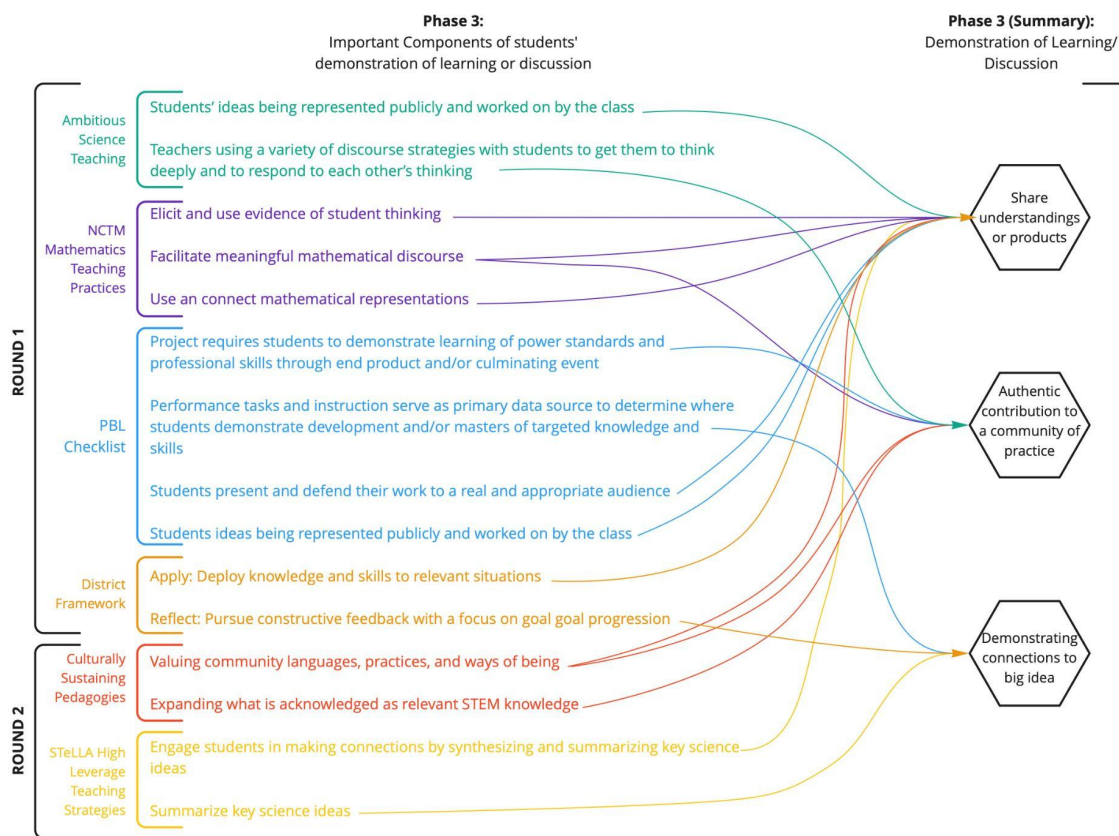 Phase 3:
Important Components of students'
demonstration of learning or discussion
Phase 3 (Summary):
Demonstration of Learning/
Discussion
ROUND 1
Ambitious
Science
Teaching
Students’ ideas being represented publicly and worked on by the class
Teachers using a variety of discourse strategies with students to get them to think
deeply and to respond to each other’s thinking
NCTM
Mathematics
Teaching
Practices
Elicit and use evidence of student thinking
Facilitate meaningful mathematical discourse
Use an connect mathematical representations
PBL
Checklist
Project requires students to demonstrate learning of power standards and
professional skills through end product and/or culminating event
Performance tasks and instruction serve as primary data source to determine where
students demonstrate development and/or masters of targeted knowledge and
skills
Students present and defend their work to a real and appropriate audience
Students ideas being represented publicly and worked on by the class
District
Framework
Apply: Deploy knowledge and skills to relevant situations
Reflect: Pursue constructive feedback with a focus on goal goal progression
ROUND 2
Culturally
Sustaining
Pedagogies
Valuing community languages, practices, and ways of being
Expanding what is acknowledged as relevant STEM knowledge
STeLLA High
Leverage
Teaching
Strategies
Engage students in making connections by synthesizing and summarizing key science
ideas
Summarize key science ideas
Share
understandings
or products
Authentic
contribution to
a community of
practice
Demonstrating
connections to
big idea